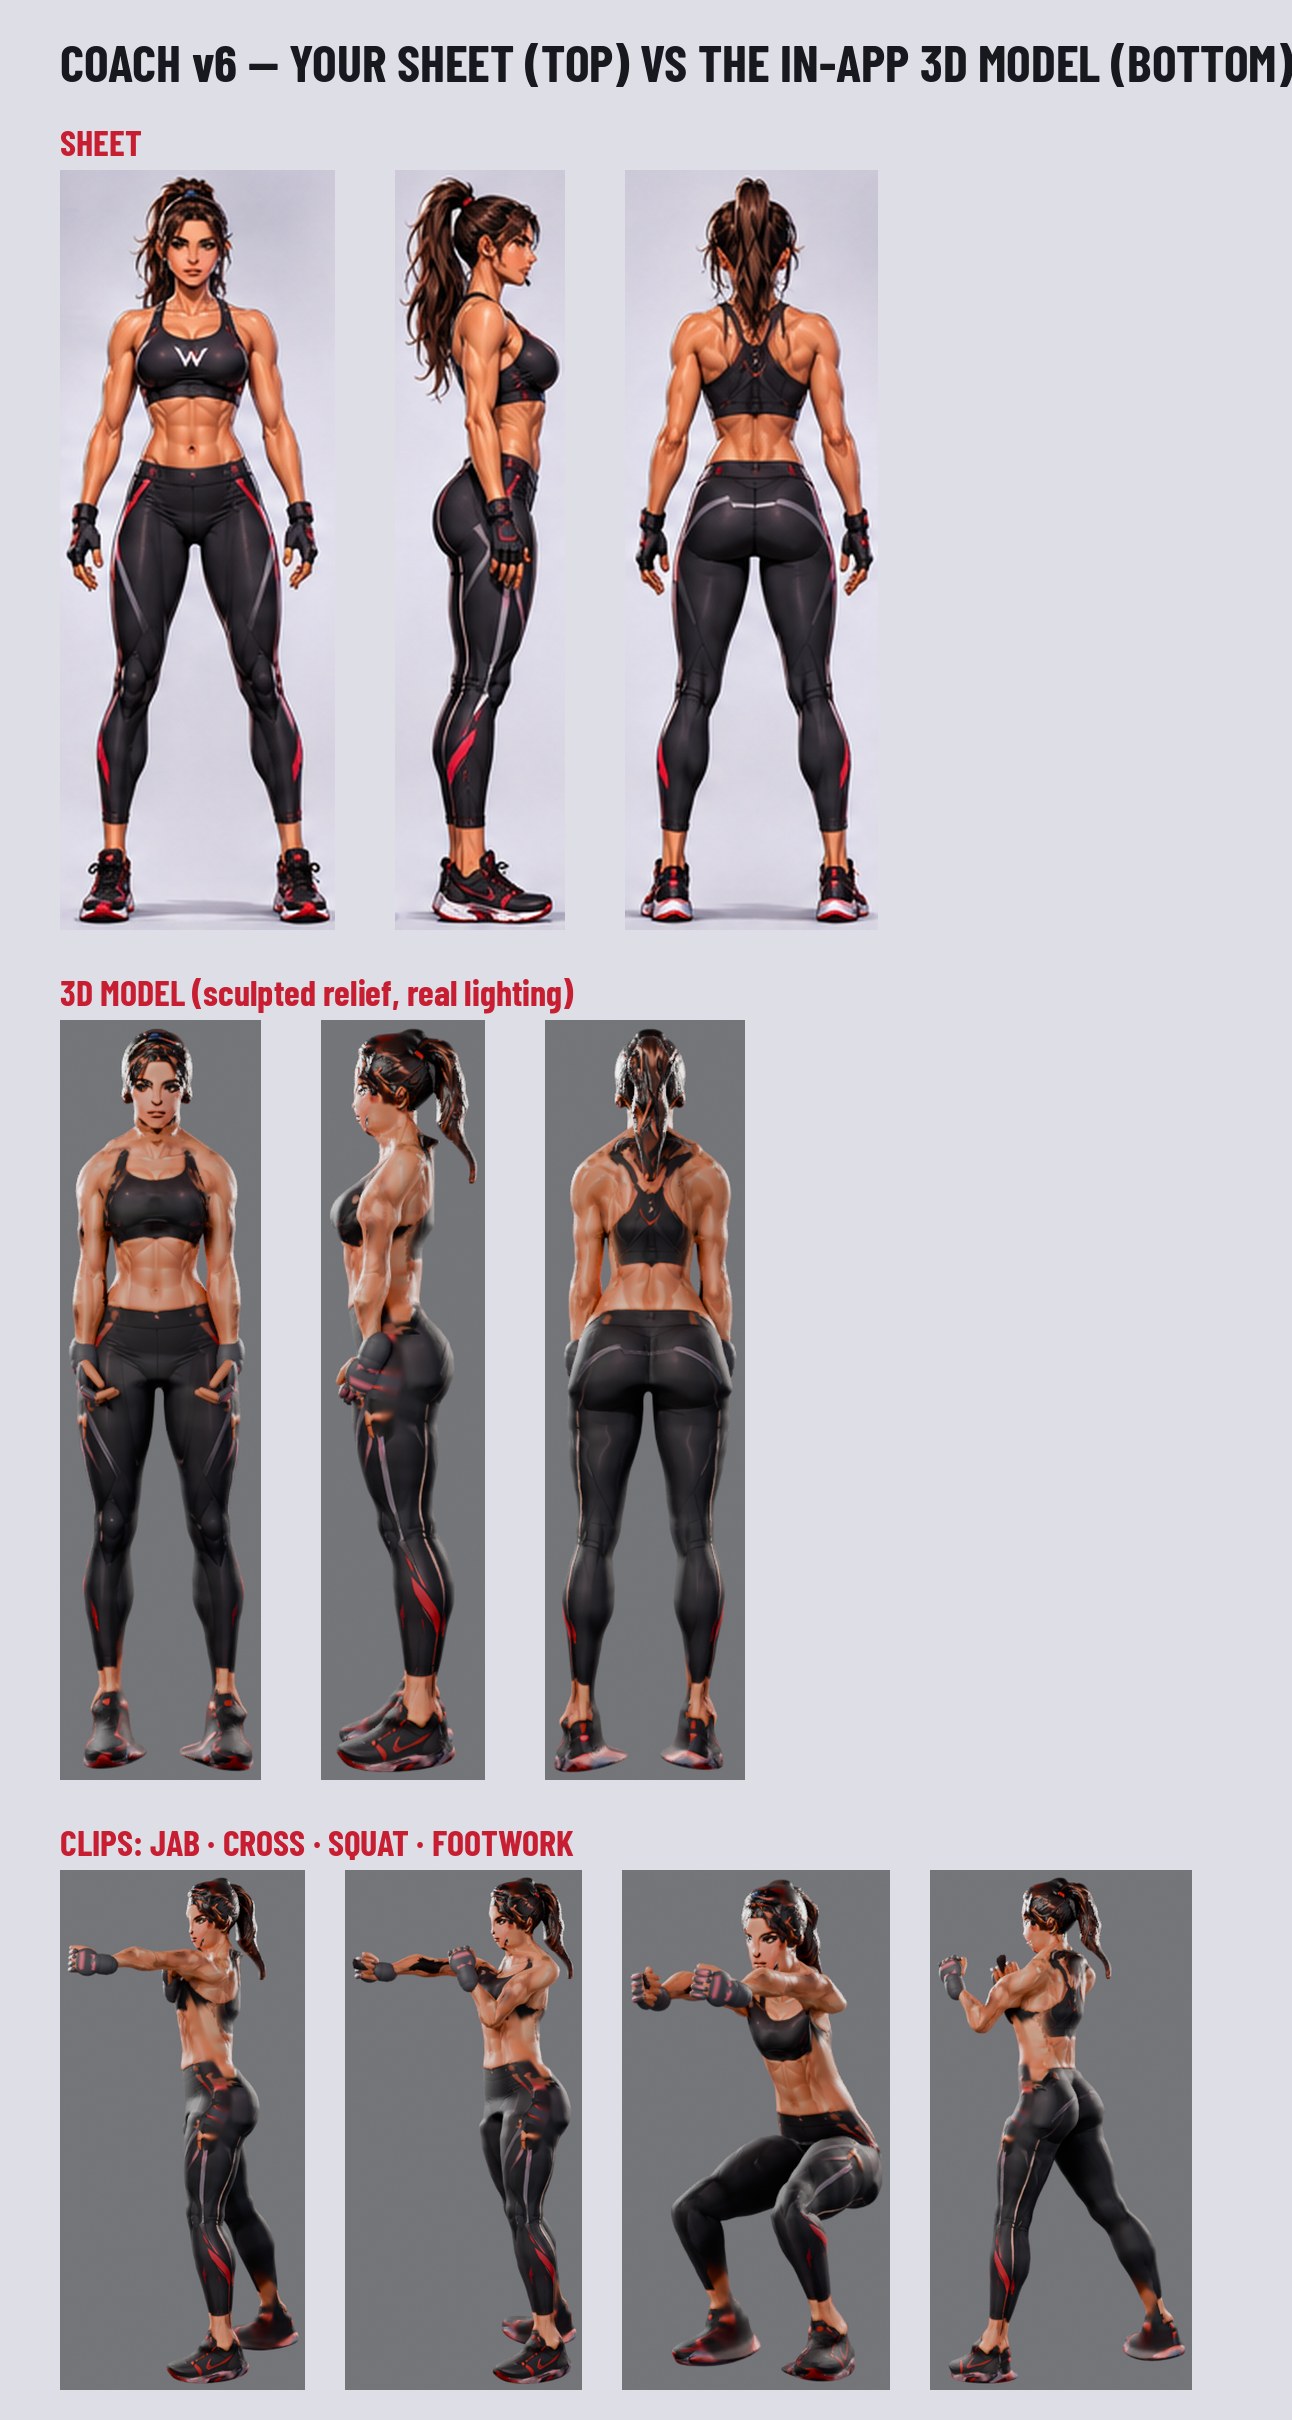 COACH v6 — YOUR SHEET (TOP) VS THE IN-APP 3D MODEL (BOTTOM)
SHEET
W
3D MODEL (sculpted relief, real lighting)
CLIPS: JAB · CROSS · SQUAT · FOOTWORK